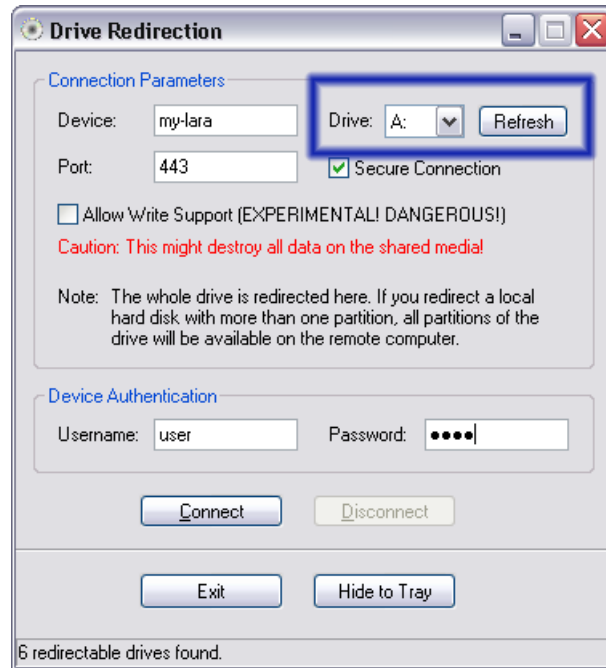 Drive Redirection
Connection Parameters
Device: my-lara Drive: A: Refresh
Port: 443 Secure Connection
Allow Write Support (EXPERIMENTAL! DANGEROUS!)
Caution: This might destroy all data on the shared media!
Note: The whole drive is redirected here. If you redirect a local
hard disk with more than one partition, all partitions of the
drive will be available on the remote computer.
Device Authentication
Username: user Password: ●●●●
Connect Disconnect
Exit Hide to Tray
6 redirectable drives found.